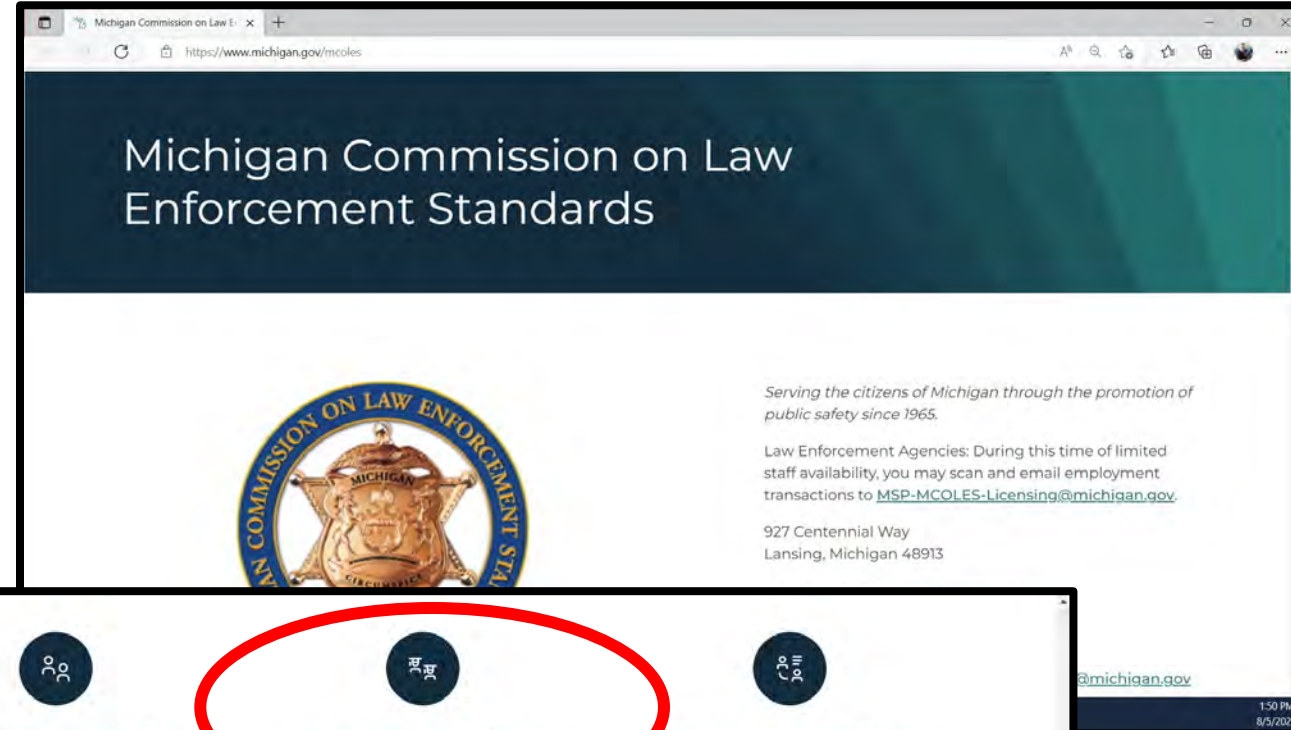 Michigan Commission on Law E
https://www.michigan.gov/mcoles
Michigan Commission on Law
Enforcement Standards
COMMISSION ON LAW ENFORCEMENT
MICHIGAN
CIRCUMSPICE
Serving the citizens of Michigan through the promotion of
public safety since 1965.
Law Enforcement Agencies: During this time of limited
staff availability, you may scan and email employment
transactions to MSP-MCOLES-Licensing@michigan.gov.
927 Centennial Way
Lansing, Michigan 48913
@michigan.gov
1:50 PM
8/5/202